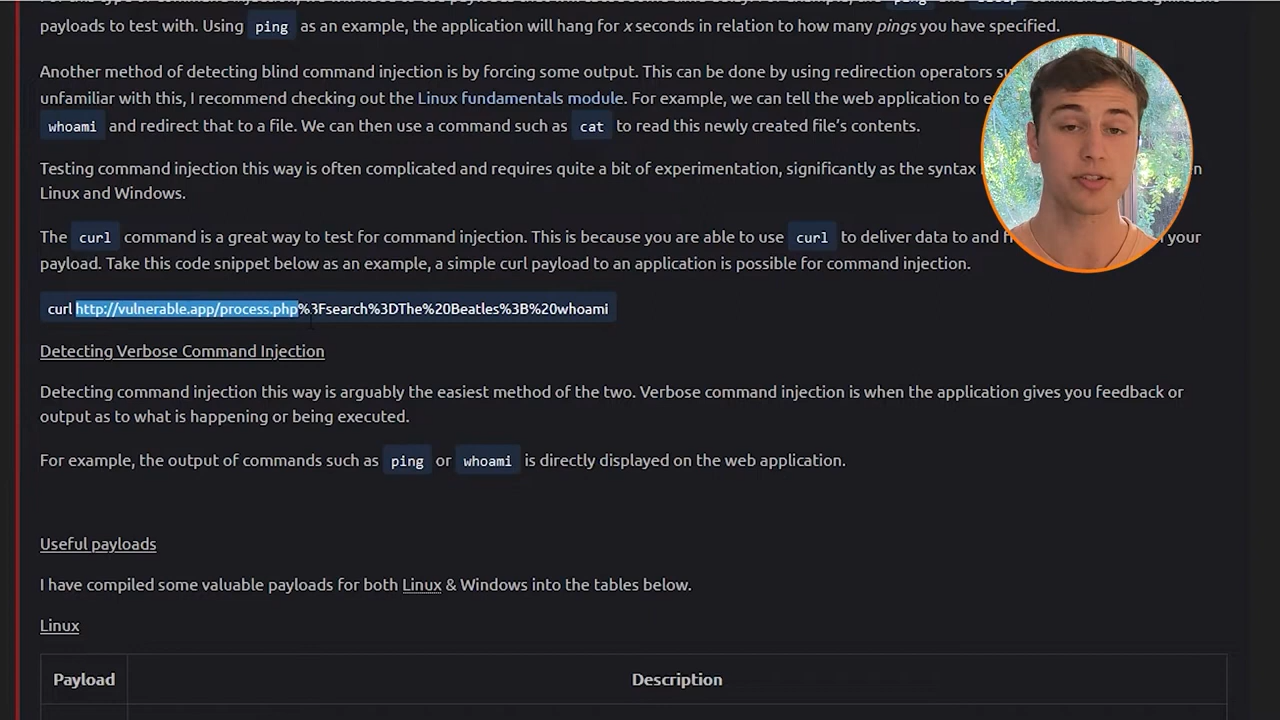 payloads to test with. Using ping as an example, the application will hang for x seconds in relation to how many pings you have specified.
Another method of detecting blind command injection is by forcing some output. This can be done by using redirection operators
unfamiliar with this, I recommend checking out the Linux fundamentals module. For example, we can tell the web application to
whoami and redirect that to a file. We can then use a command such as cat to read this newly created file's contents.
Testing command injection this way is often complicated and requires quite a bit of experimentation, significantly as the syntax
Linux and Windows.
The curl command is a great way to test for command injection. This is because you are able to use curl to deliver data to and your
payload. Take this code snippet below as an example, a simple curl payload to an application is possible for command injection.
curl http://vulnerable.app/process.php%3Fsearch%3DThe%20Beatles%3B%20whoami
Detecting Verbose Command Injection
Detecting command injection this way is arguably the easiest method of the two. Verbose command injection is when the application gives you feedback or
output as to what is happening or being executed.
For example, the output of commands such as ping or whoami is directly displayed on the web application.
Useful payloads
I have compiled some valuable payloads for both Linux & Windows into the tables below.
Linux
Payload
Description